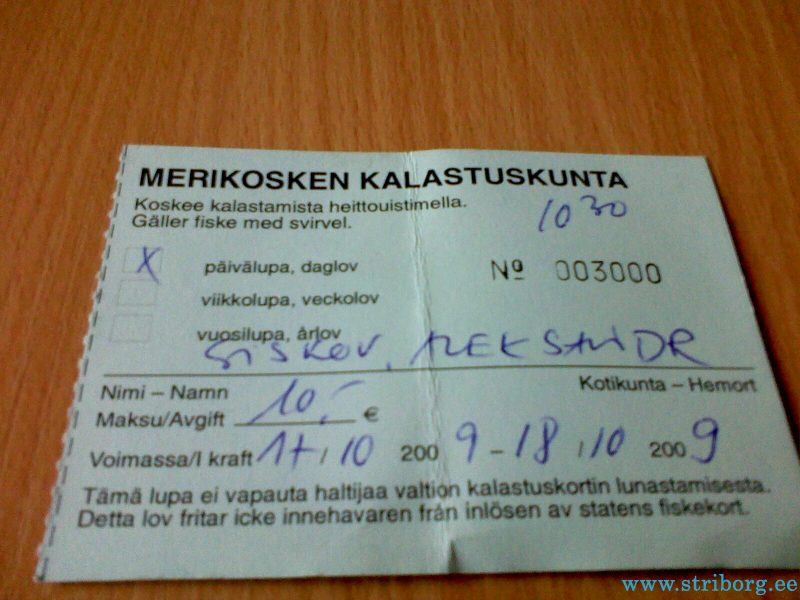 MERIKOSKEN KALASTUSKUNTA
Koskee kalastamista heittouistimella.
Gäller fiske med svirvel.
10 30
X päivälupa, daglov
Nº 003000
viikkolupa, veckolov
vuosilupa, årlov
SISKOV, ALEKSANDR
Nimi – Namn Kotikunta – Hemort
Maksu/Avgift 10,- €
Voimassa/I kraft 17/10 2009 – 18/10 2009
Tämä lupa ei vapauta haltijaa valtion kalastuskortin lunastamisesta.
Detta lov fritar icke innehavaren från inlösen av statens fiskekort.
www.striborg.ee